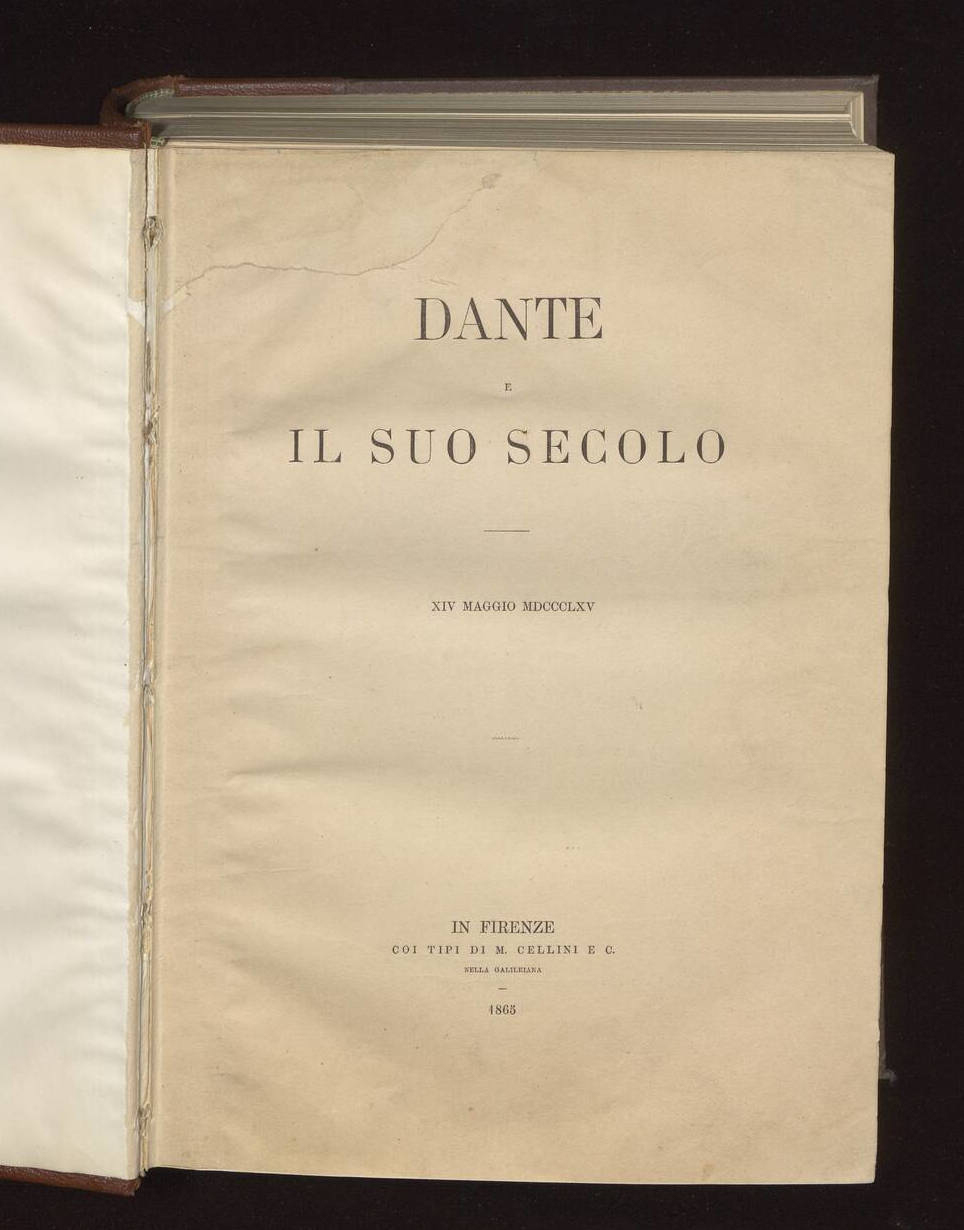 DANTE
E
IL SUO SECOLO
XIV MAGGIO MDCCCLXV
IN FIRENZE
COI TIPI DI M. CELLINI E C.
NELLA GALILEIANA
1865